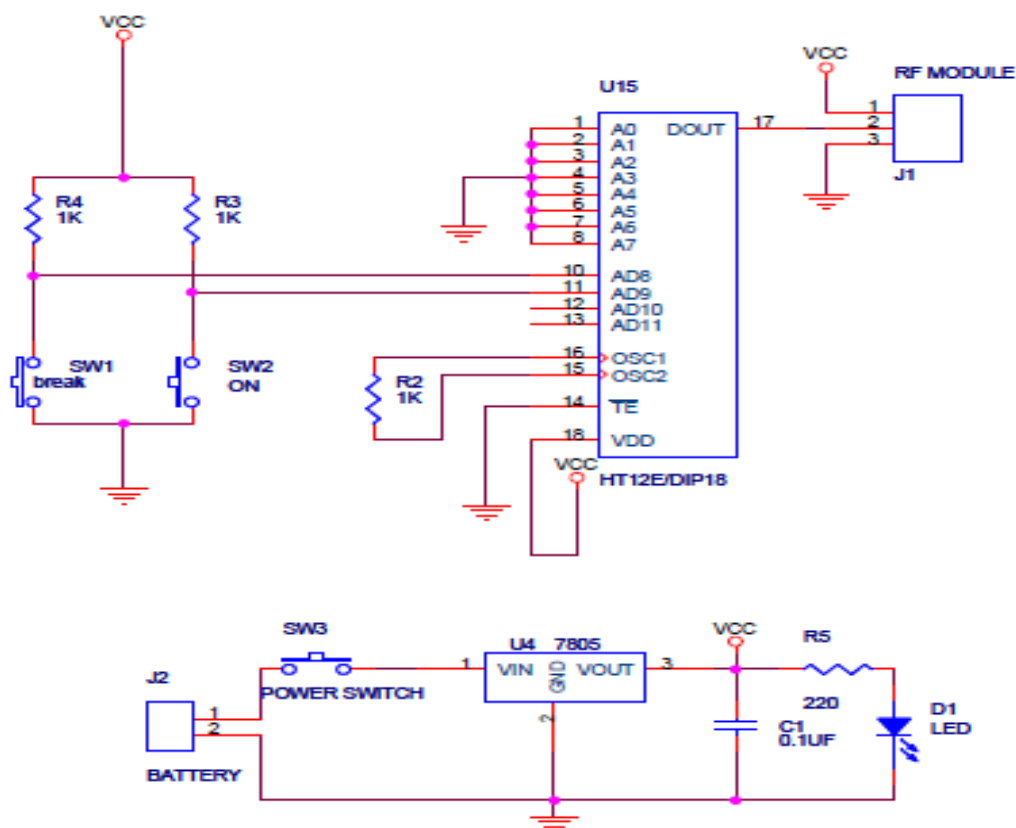 VCC
VCC
RF MODULE
U15
1 A0 DOUT 17
2 A1
3 A2
4 A3
5 A4
6 A5
7 A6
8 A7
1
2
3
J1
R4
1K
R3
1K
10 AD8
11 AD9
12 AD10
13 AD11
SW1
break
SW2
ON
R2
1K
16 OSC1
15 OSC2
14 TE
18 VDD
VCC
HT12E/DIP18
SW3
POWER SWITCH
U4 7805
1 VIN GND VOUT 3
2
VCC
R5
220
J2
1
2
BATTERY
C1
0.1UF
D1
LED